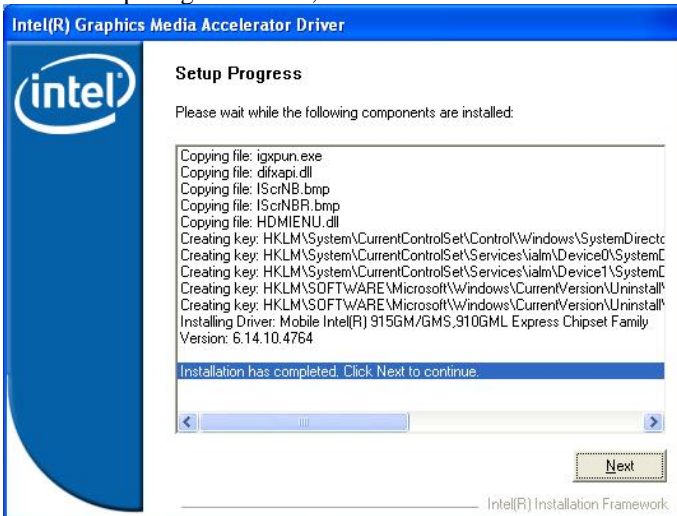 Intel(R) Graphics Media Accelerator Driver
intel
Setup Progress
Please wait while the following components are installed:
Copying file: igxpun.exe
Copying file: difxapi.dll
Copying file: IScrNB.bmp
Copying file: IScrNBR.bmp
Copying file: HDMIENU.dll
Creating key: HKLM\System\CurrentControlSet\Control\Windows\SystemDirectc
Creating key: HKLM\System\CurrentControlSet\Services\ialm\Device0\SystemD
Creating key: HKLM\System\CurrentControlSet\Services\ialm\Device1\SystemD
Creating key: HKLM\SOFTWARE\Microsoft\Windows\CurrentVersion\Uninstall\
Creating key: HKLM\SOFTWARE\Microsoft\Windows\CurrentVersion\Uninstall\
Installing Driver: Mobile Intel(R) 915GM/GMS,910GML Express Chipset Family
Version: 6.14.10.4764
Installation has completed. Click Next to continue.
Next
Intel(R) Installation Framework